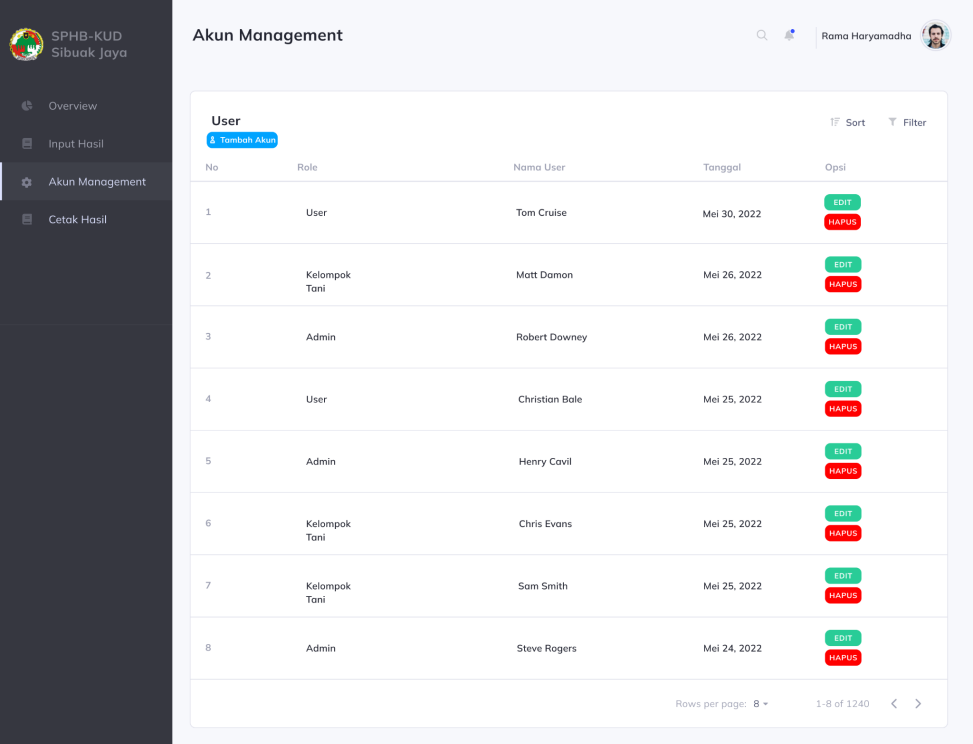 SPHB-KUD
Sibuak Jaya
Overview
Input Hasil
Akun Management
Cetak Hasil
Akun Management
Rama Haryamadha
User
Tambah Akun
Sort
Filter
No Role Nama User Tanggal Opsi
1 User Tom Cruise Mei 30, 2022 EDIT
HAPUS
2 Kelompok Tani Matt Damon Mei 26, 2022 EDIT
HAPUS
3 Admin Robert Downey Mei 26, 2022 EDIT
HAPUS
4 User Christian Bale Mei 25, 2022 EDIT
HAPUS
5 Admin Henry Cavil Mei 25, 2022 EDIT
HAPUS
6 Kelompok Tani Chris Evans Mei 25, 2022 EDIT
HAPUS
7 Kelompok Tani Sam Smith Mei 25, 2022 EDIT
HAPUS
8 Admin Steve Rogers Mei 24, 2022 EDIT
HAPUS
Rows per page: 8 1-8 of 1240